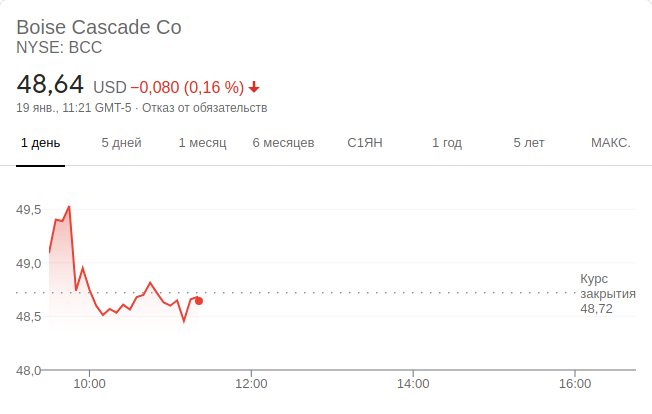 Boise Cascade Co
NYSE: BCC
48,64 USD −0,080 (0,16 %)
19 янв., 11:21 GMT-5 · Отказ от обязательств
1 день 5 дней 1 месяц 6 месяцев С1ЯН 1 год 5 лет МАКС.
49,5
49,0
Курс
закрытия
48,72
48,5
48,0
10:00 12:00 14:00 16:00